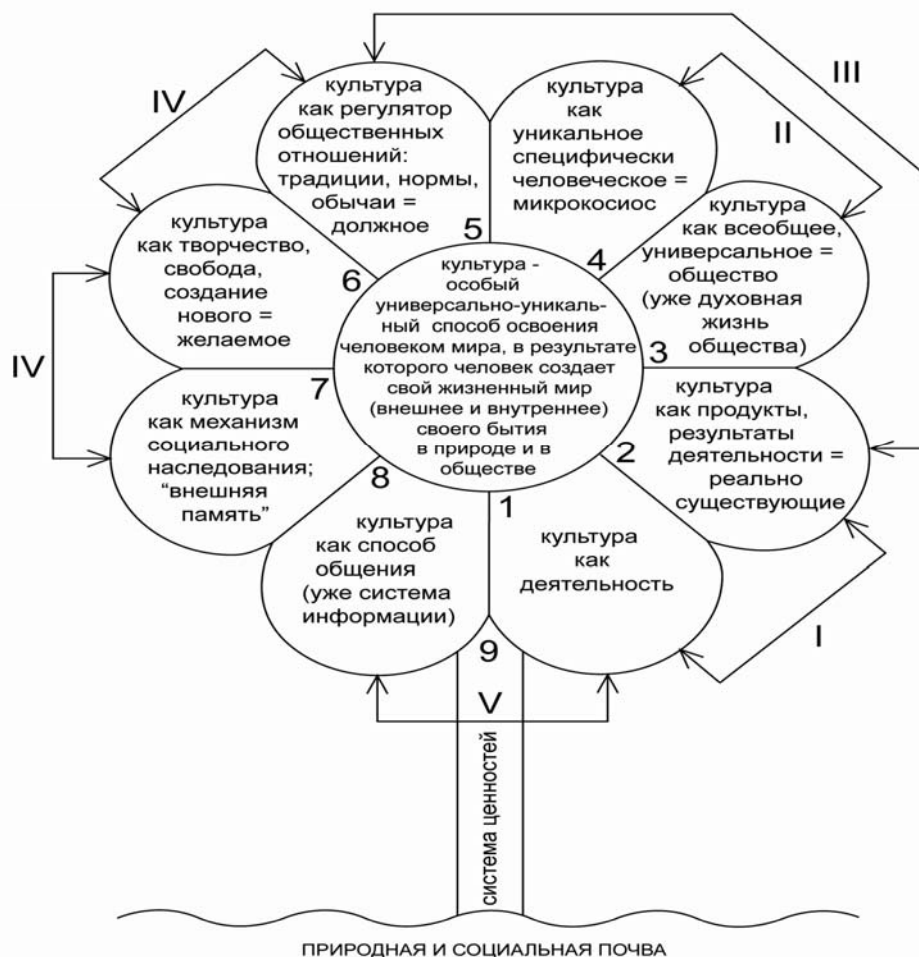 IV
культура
как регулятор
общественных
отношений:
традиции, нормы,
обычаи =
должное
5
культура
как
уникальное
специфически
человеческое =
микрокосиос
4
II
III
культура
как творчество,
свобода,
создание
нового =
желаемое
6
культура -
особый
универсально-уникаль-
ный способ освоения
человеком мира, в результате
которого человек создает
свой жизненный мир
(внешнее и внутреннее)
своего бытия
в природе и в
обществе
культура
как всеобщее,
универсальное =
общество
(уже духовная
жизнь
общества)
3
IV
7
культура
как механизм
социального
наследования;
“внешняя
память”
8
культура
как продукты,
результаты
деятельности =
реально
существующие
2
культура
как способ
общения
(уже система
информации)
1
культура
как
деятельность
I
9
V
система ценностей
ПРИРОДНАЯ И СОЦИАЛЬНАЯ ПОЧВА